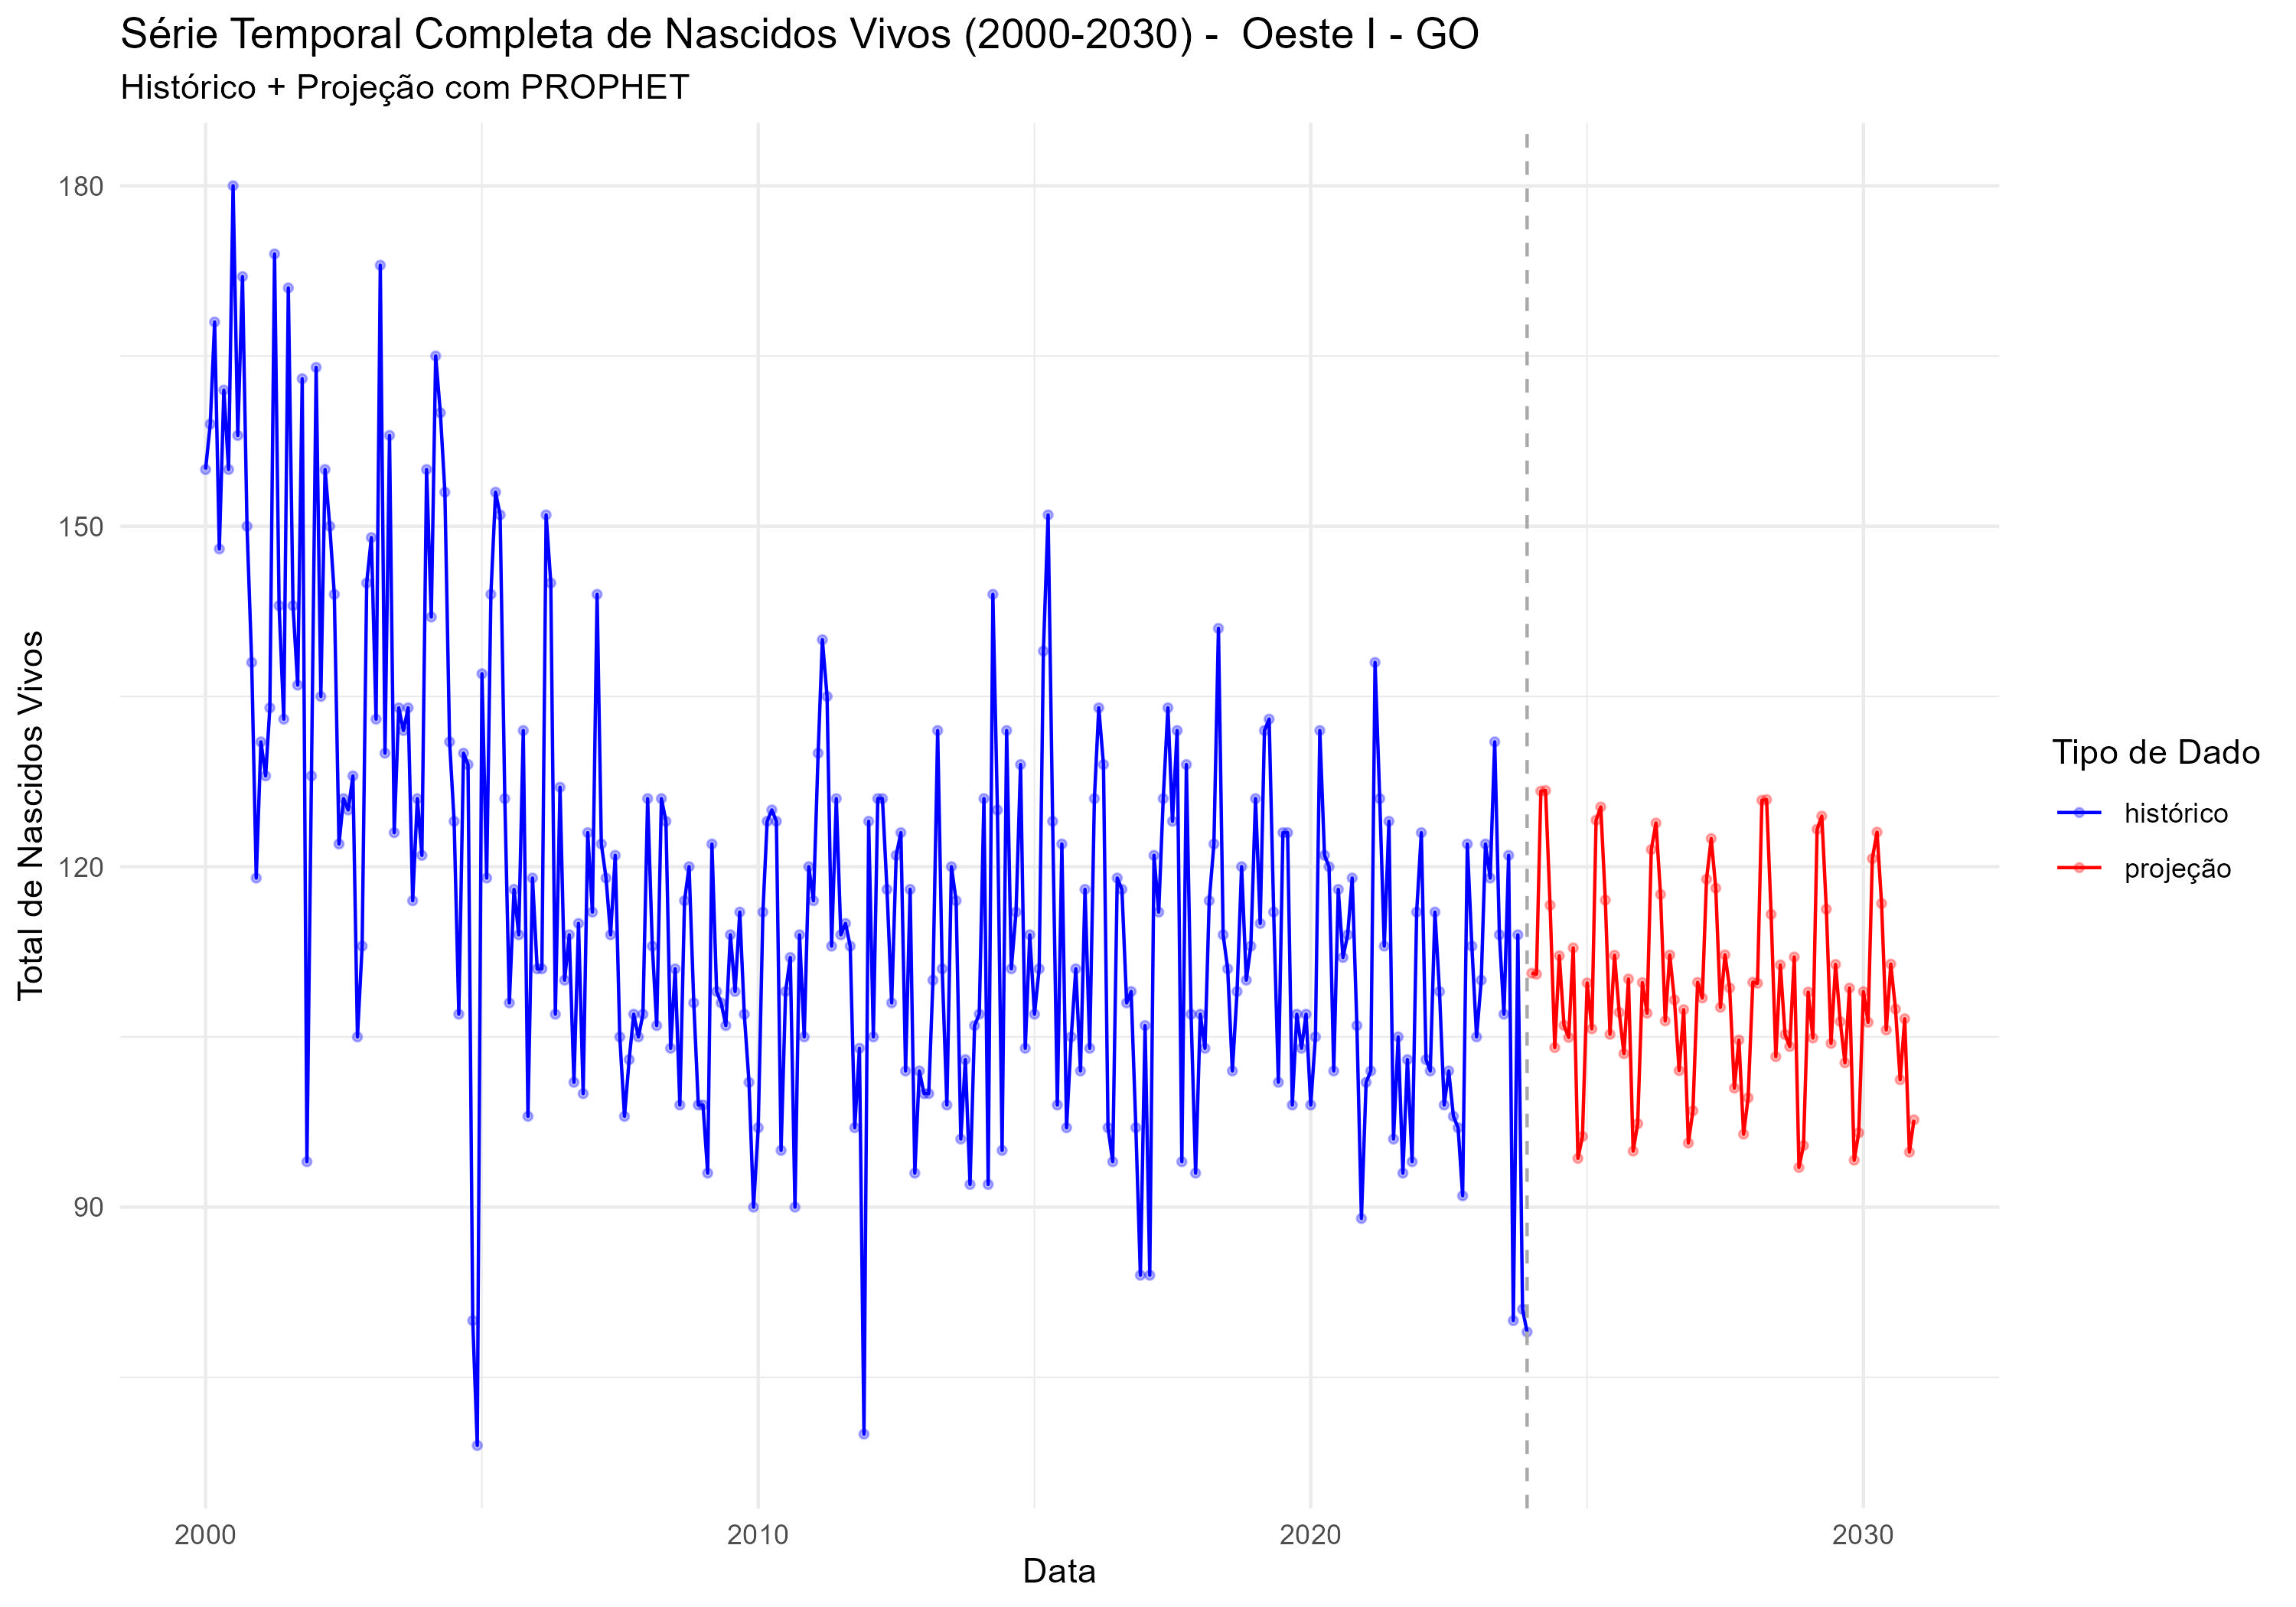 Série Temporal Completa de Nascidos Vivos (2000-2030) -  Oeste I - GO
Histórico + Projeção com PROPHET
Total de Nascidos Vivos
180
150
120
90
2000
2010
2020
2030
Data
Tipo de Dado
histórico
projeção